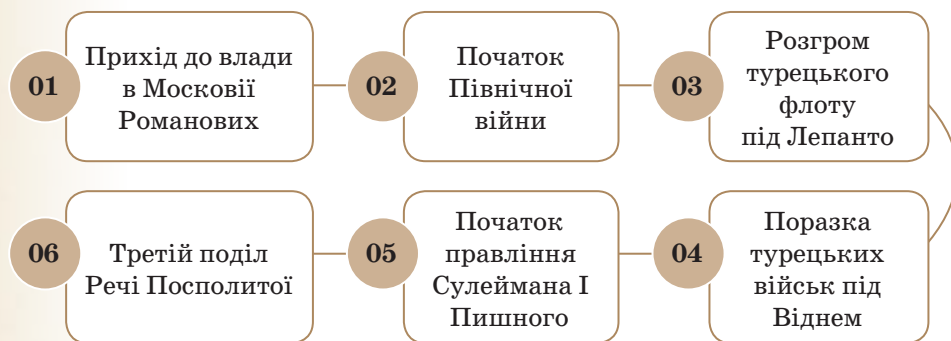 01
Прихід до влади
в Московії
Романових
02
Початок
Північної
війни
03
Розгром
турецького
флоту
під Лепанто
04
Поразка
турецьких
військ під
Віднем
05
Початок
правління
Сулеймана I
Пишного
06
Третій поділ
Речі Посполитої